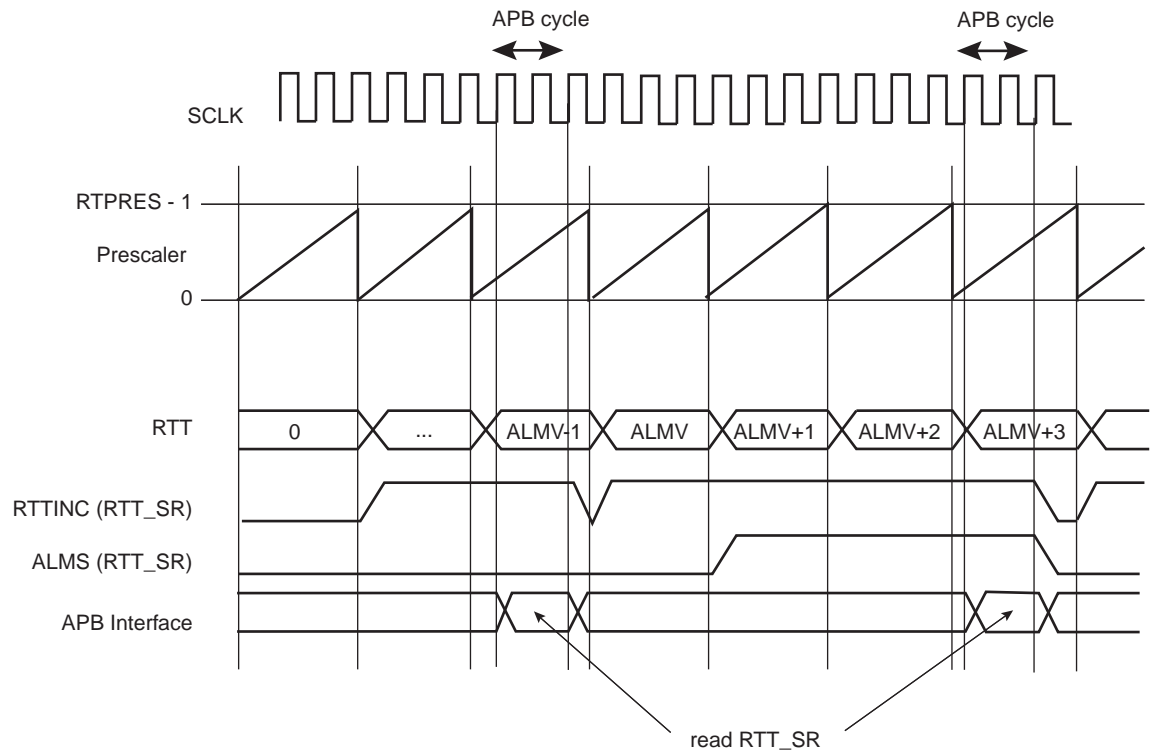 APB cycle
APB cycle
SCLK
RTPRES - 1
Prescaler
0
RTT
0
...
ALMV-1
ALMV
ALMV+1
ALMV+2
ALMV+3
RTTINC (RTT_SR)
ALMS (RTT_SR)
APB Interface
read RTT_SR